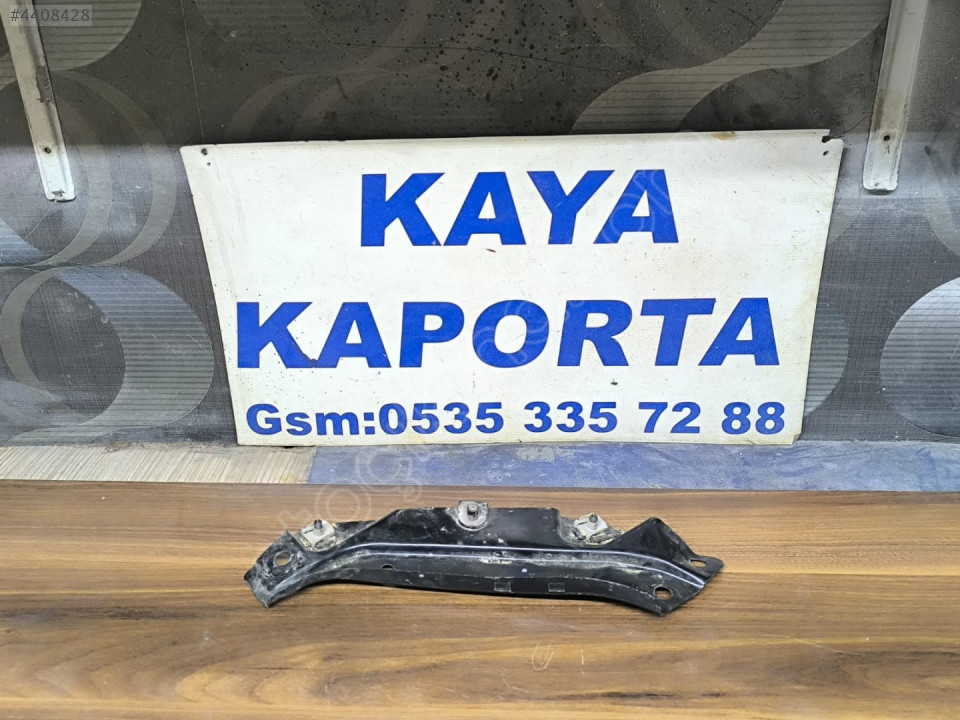 #4408428
KAYA
KAPORTA
Gsm:0535 335 72 88